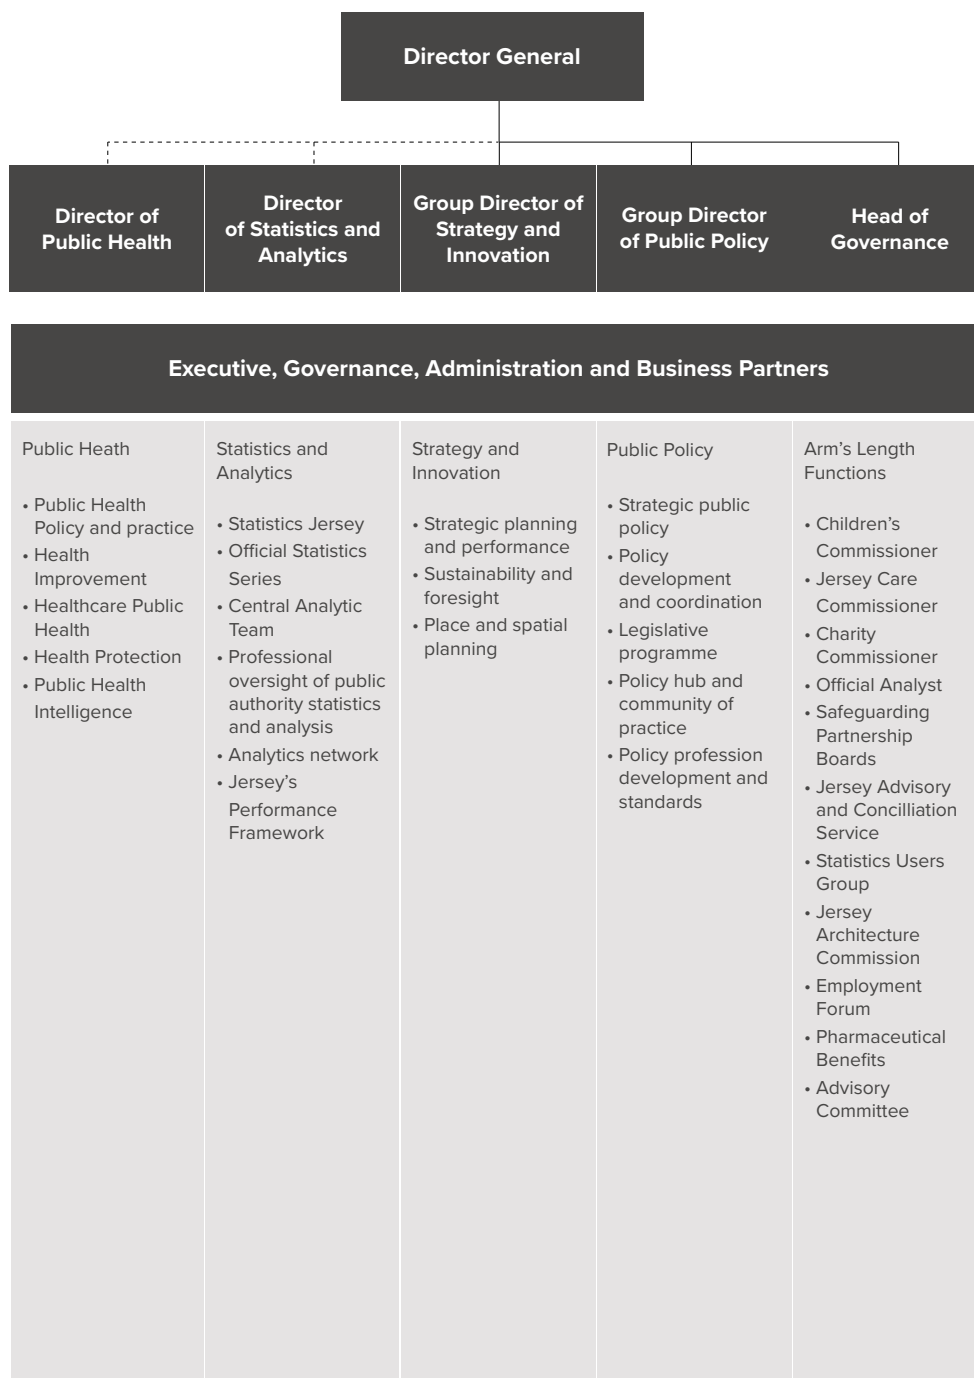 Director General
Director of
Public Health
Director
of Statistics and
Analytics
Group Director of
Strategy and
Innovation
Group Director
of Public Policy
Head of
Governance
Executive, Governance, Administration and Business Partners
Public Heath
• Public Health
Policy and practice
• Health
Improvement
• Healthcare Public
Health
• Health Protection
• Public Health
Intelligence
Statistics and
Analytics
• Statistics Jersey
• Official Statistics
Series
• Central Analytic
Team
• Professional
oversight of public
authority statistics
and analysis
• Analytics network
• Jersey’s
Performance
Framework
Strategy and
Innovation
• Strategic planning
and performance
• Sustainability and
foresight
• Place and spatial
planning
Public Policy
• Strategic public
policy
• Policy
development
and coordination
• Legislative
programme
• Policy hub and
community of
practice
• Policy profession
development and
standards
Arm’s Length
Functions
• Children’s
Commissioner
• Jersey Care
Commissioner
• Charity
Commissioner
• Official Analyst
• Safeguarding
Partnership
Boards
• Jersey Advisory
and Concilliation
Service
• Statistics Users
Group
• Jersey
Architecture
Commission
• Employment
Forum
• Pharmaceutical
Benefits
• Advisory
Committee